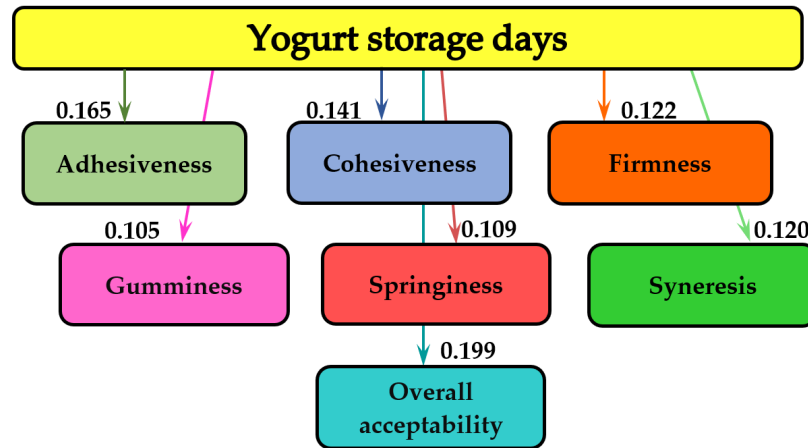 Yogurt storage days
0.165
0.141
0.122
Adhesiveness
Cohesiveness
Firmness
0.105
0.109
0.120
Gumminess
Springiness
Syneresis
0.199
Overall
acceptability